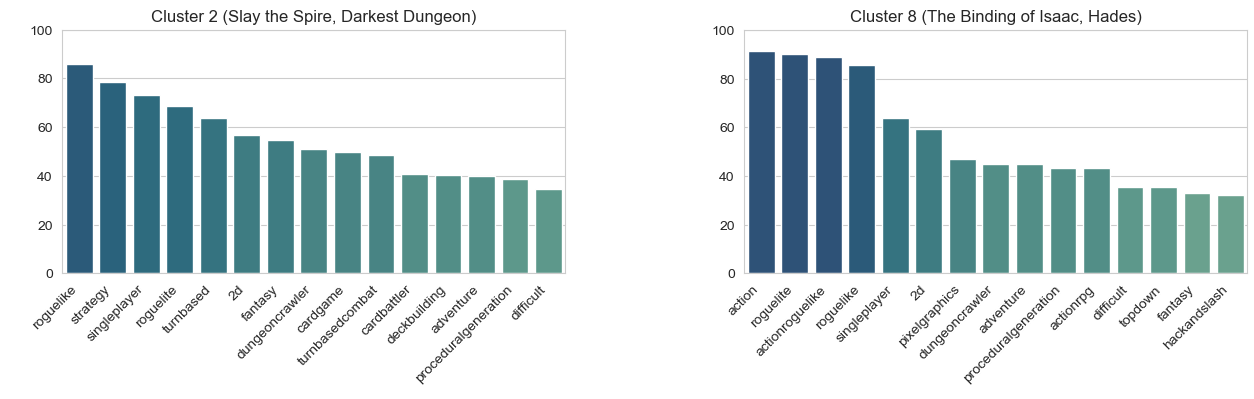 Cluster 2 (Slay the Spire, Darkest Dungeon)
100
80
60
40
20
0
roguelike
strategy
singleplayer
roguelite
turnbased
2d
fantasy
dungeoncrawler
cardgame
turnbasedcombat
cardbattler
deckbuilding
adventure
proceduralgeneration
difficult
Cluster 8 (The Binding of Isaac, Hades)
100
80
60
40
20
0
action
roguelite
actionroguelike
roguelike
singleplayer
2d
pixelgraphics
dungeoncrawler
adventure
proceduralgeneration
actionrpg
difficult
topdown
fantasy
hackandslash